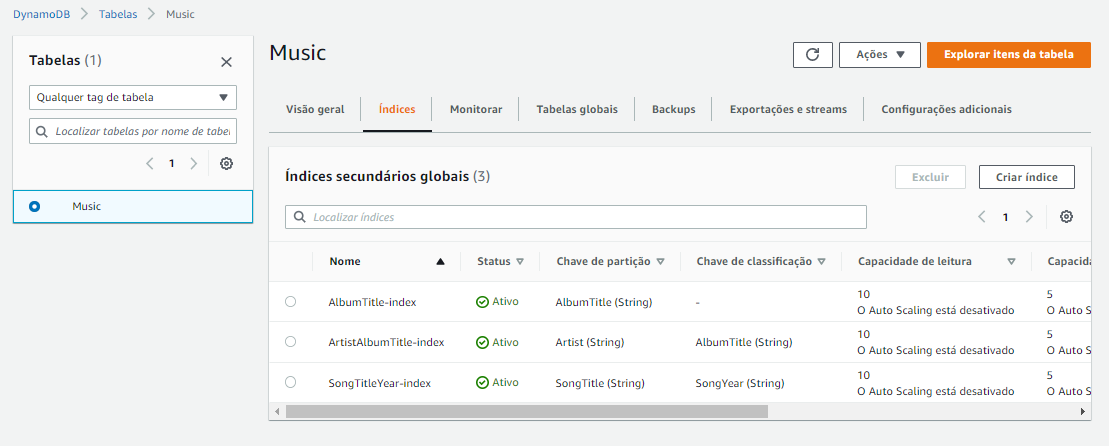 DynamoDB > Tabelas > Music
Tabelas (1)
Qualquer tag de tabela
Localizar tabelas por nome de tabel
1
Music
Music
Ações
Explorar itens da tabela
Visão geral
Índices
Monitorar
Tabelas globais
Backups
Exportações e streams
Configurações adicionais
Índices secundários globais (3)
Excluir
Criar índice
Localizar índices
1
Nome Status Chave de partição Chave de classificação Capacidade de leitura Capacida
AlbumTitle-index Ativo AlbumTitle (String) - 10 5
O Auto Scaling está desativado O Auto S
ArtistAlbumTitle-index Ativo Artist (String) AlbumTitle (String) 10 5
O Auto Scaling está desativado O Auto S
SongTitleYear-index Ativo SongTitle (String) SongYear (String) 10 5
O Auto Scaling está desativado O Auto S